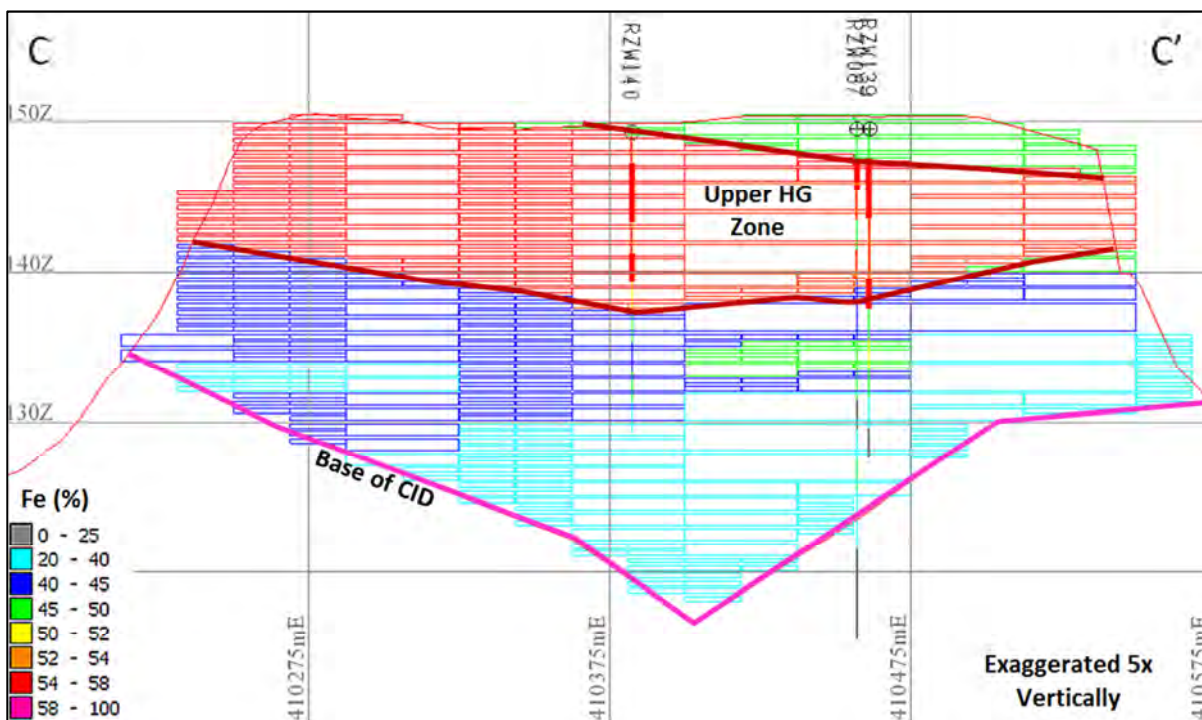 C
C'
RZW140
RZW087
RZW139
150Z
140Z
130Z
Upper HG
Zone
Base of CID
Fe (%)
0 - 25
20 - 40
40 - 45
45 - 50
50 - 52
52 - 54
54 - 58
58 - 100
410275mE
410375mE
410475mE
410575mE
Exaggerated 5x
Vertically